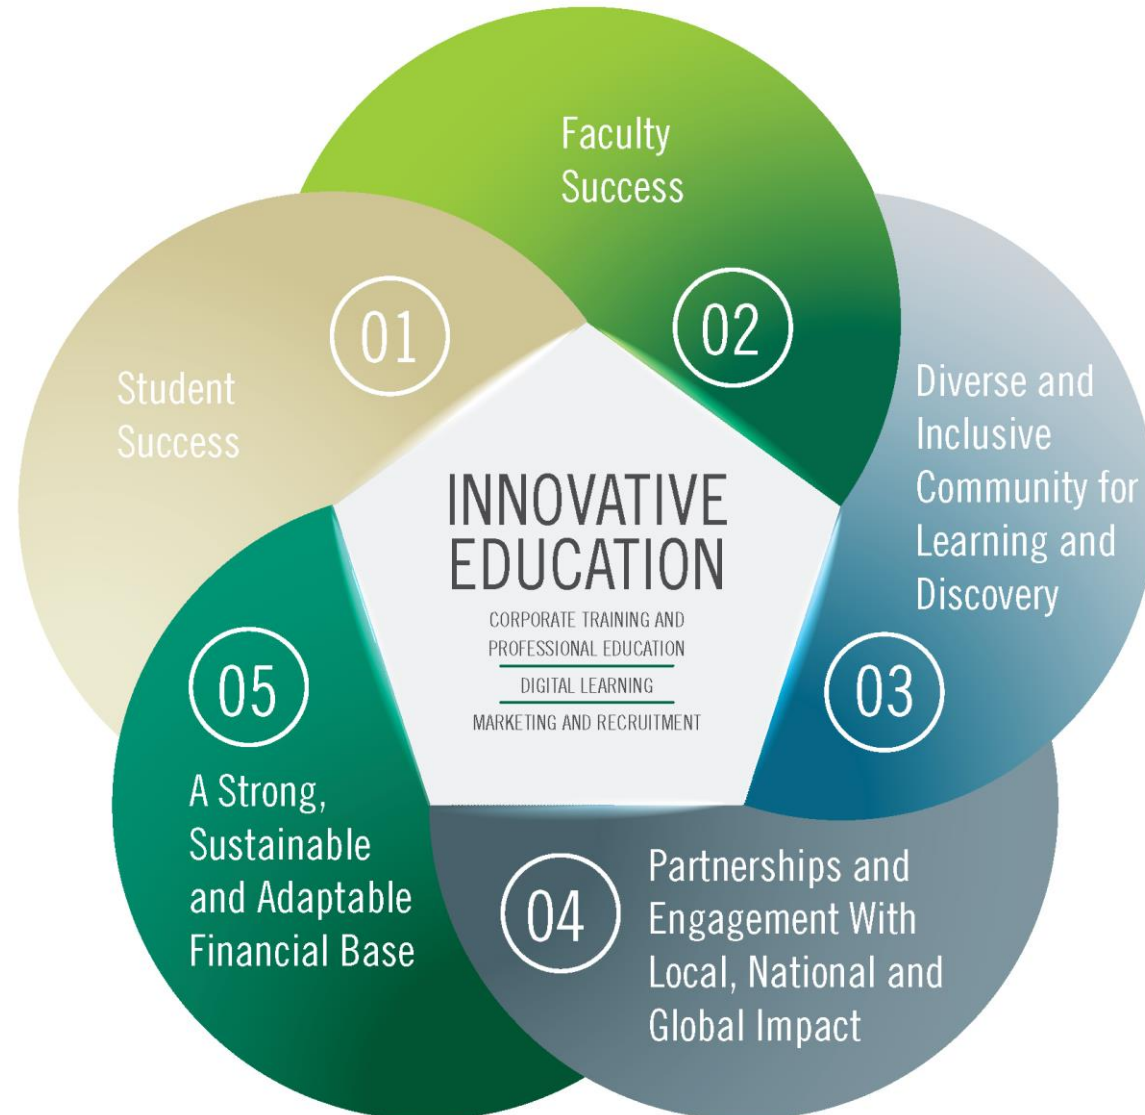 01
Student
Success
Faculty
Success
02
Diverse and
Inclusive
Community for
Learning and
Discovery
03
Partnerships and
Engagement With
Local, National and
Global Impact
04
05
A Strong,
Sustainable
and Adaptable
Financial Base
INNOVATIVE
EDUCATION
CORPORATE TRAINING AND
PROFESSIONAL EDUCATION
DIGITAL LEARNING
MARKETING AND RECRUITMENT